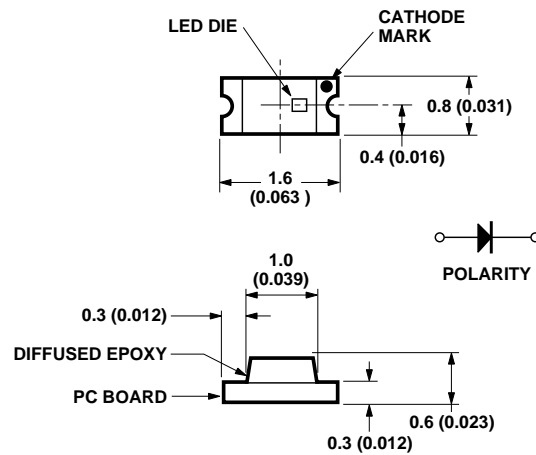 LED DIE
CATHODE
MARK
0.8 (0.031)
0.4 (0.016)
1.6
(0.063 )
POLARITY
1.0
(0.039)
0.3 (0.012)
DIFFUSED EPOXY
PC BOARD
0.6 (0.023)
0.3 (0.012)